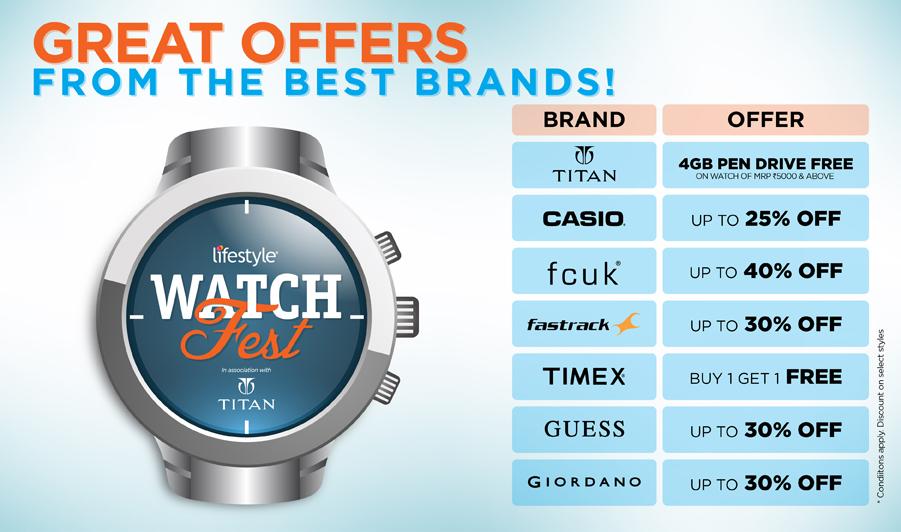 GREAT OFFERS
FROM THE BEST BRANDS!
lifestyle®
WATCH
Fest
In association with
TITAN
BRAND OFFER
TITAN 4GB PEN DRIVE FREE
ON WATCH OF MRP ₹5000 & ABOVE
CASIO UP TO 25% OFF
fcuk® UP TO 40% OFF
fastrack UP TO 30% OFF
TIMEX BUY 1 GET 1 FREE
GUESS UP TO 30% OFF
GIORDANO UP TO 30% OFF
* Condiitons apply. Discount on select styles